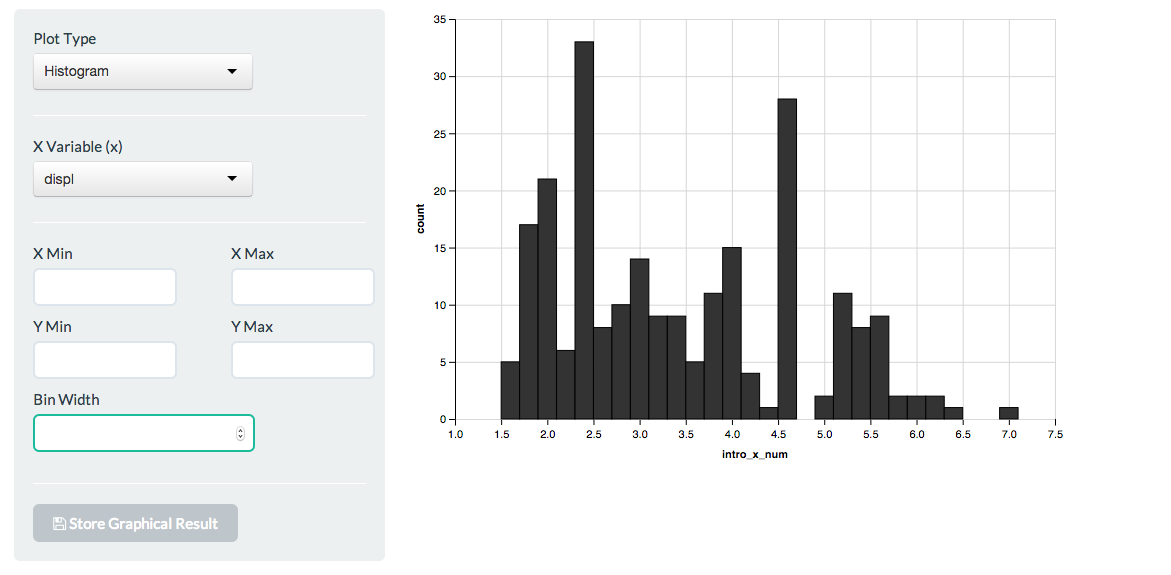 Plot Type
Histogram
X Variable (x)
displ
X Min X Max
Y Min Y Max
Bin Width
Store Graphical Result
35
30
25
20
15
10
5
0
count
1.0 1.5 2.0 2.5 3.0 3.5 4.0 4.5 5.0 5.5 6.0 6.5 7.0 7.5
intro_x_num